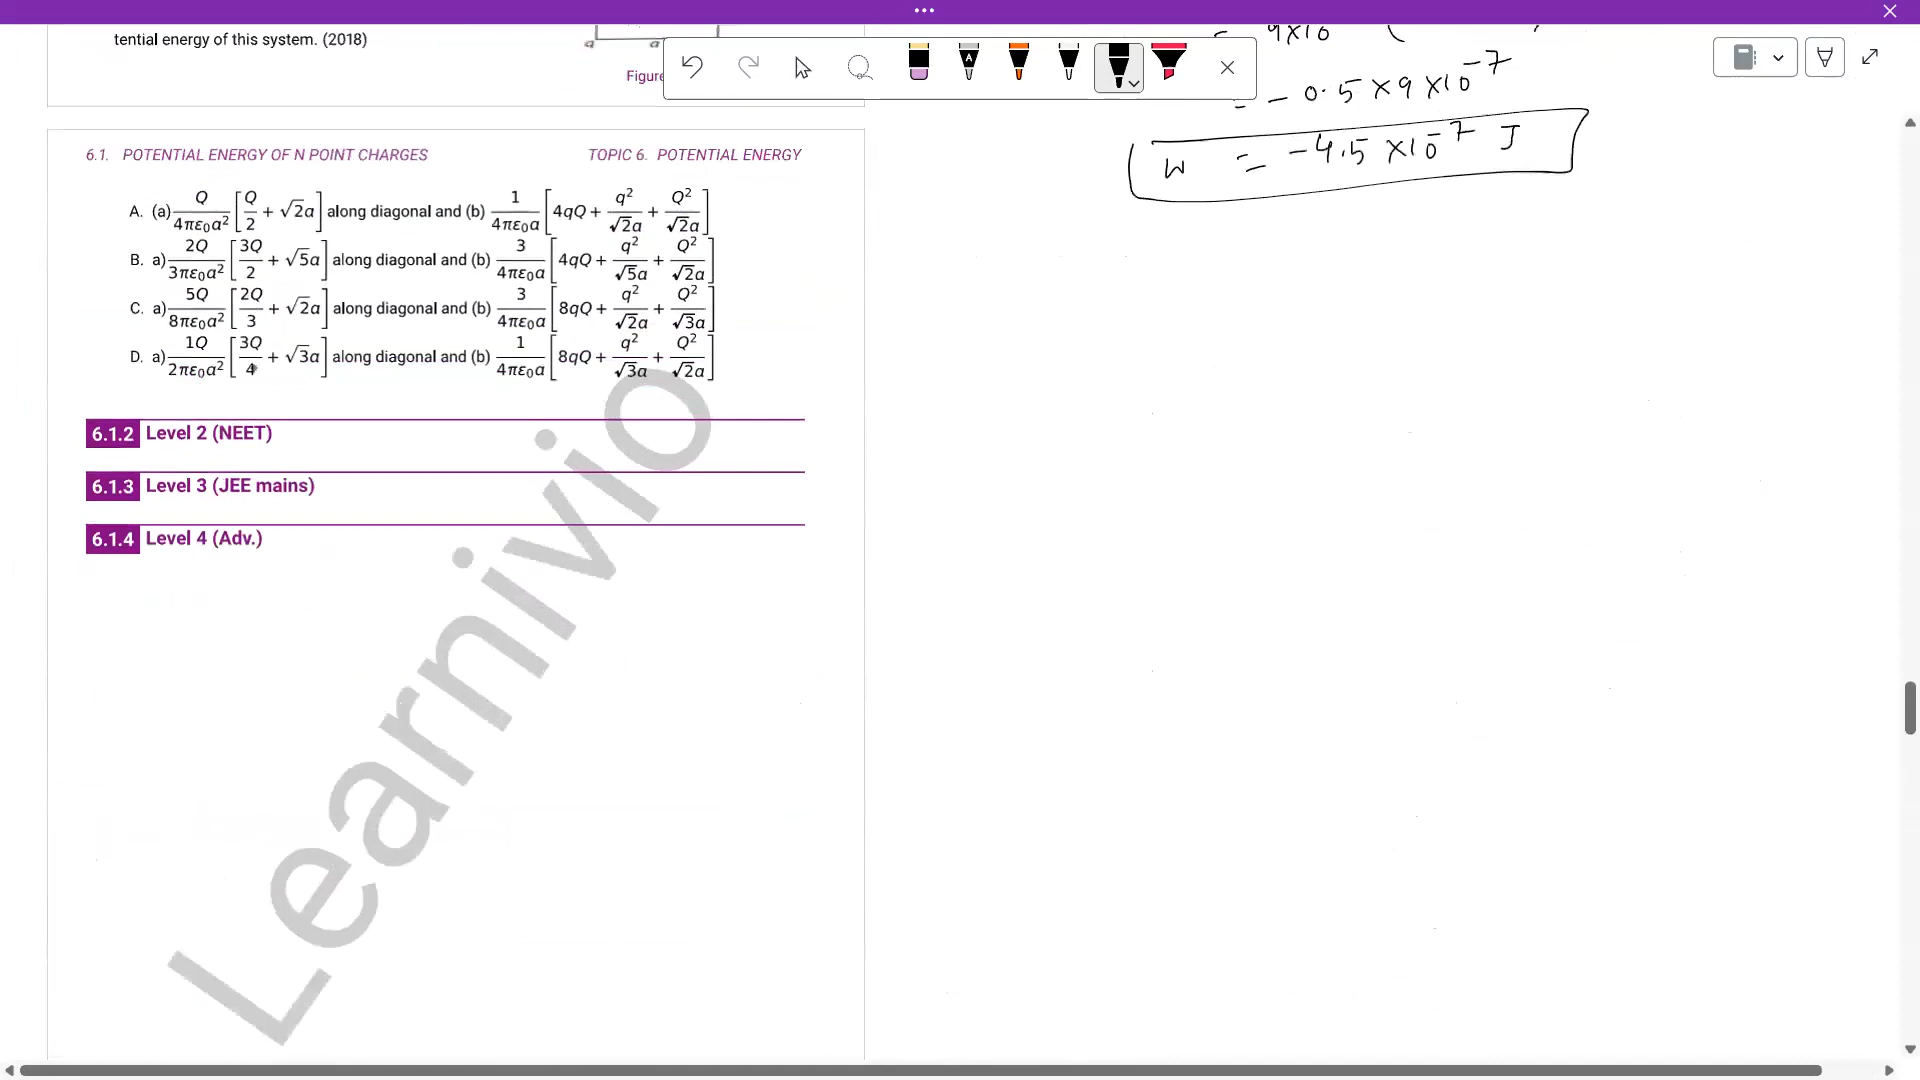 tential energy of this system. (2018)
q
a
Figure
A
= 9×10 (
= - 0.5 × 9 × 10⁻⁷
W = -4.5 × 10⁻⁷ J
6.1. POTENTIAL ENERGY OF N POINT CHARGES TOPIC 6. POTENTIAL ENERGY
A. (a) Q/(4πε₀a²) [Q/2 + √2a] along diagonal and (b) 1/(4πε₀a) [4qQ + q²/(√2a) + Q²/(√2a)]
B. a) 2Q/(3πε₀a²) [3Q/2 + √5a] along diagonal and (b) 3/(4πε₀a) [4qQ + q²/(√5a) + Q²/(√2a)]
C. a) 5Q/(8πε₀a²) [2Q/3 + √2a] along diagonal and (b) 3/(4πε₀a) [8qQ + q²/(√2a) + Q²/(√3a)]
D. a) 1Q/(2πε₀a²) [3Q/4 + √3a] along diagonal and (b) 1/(4πε₀a) [8qQ + q²/(√3a) + Q²/(√2a)]
6.1.2 Level 2 (NEET)
6.1.3 Level 3 (JEE mains)
6.1.4 Level 4 (Adv.)
Learnivio